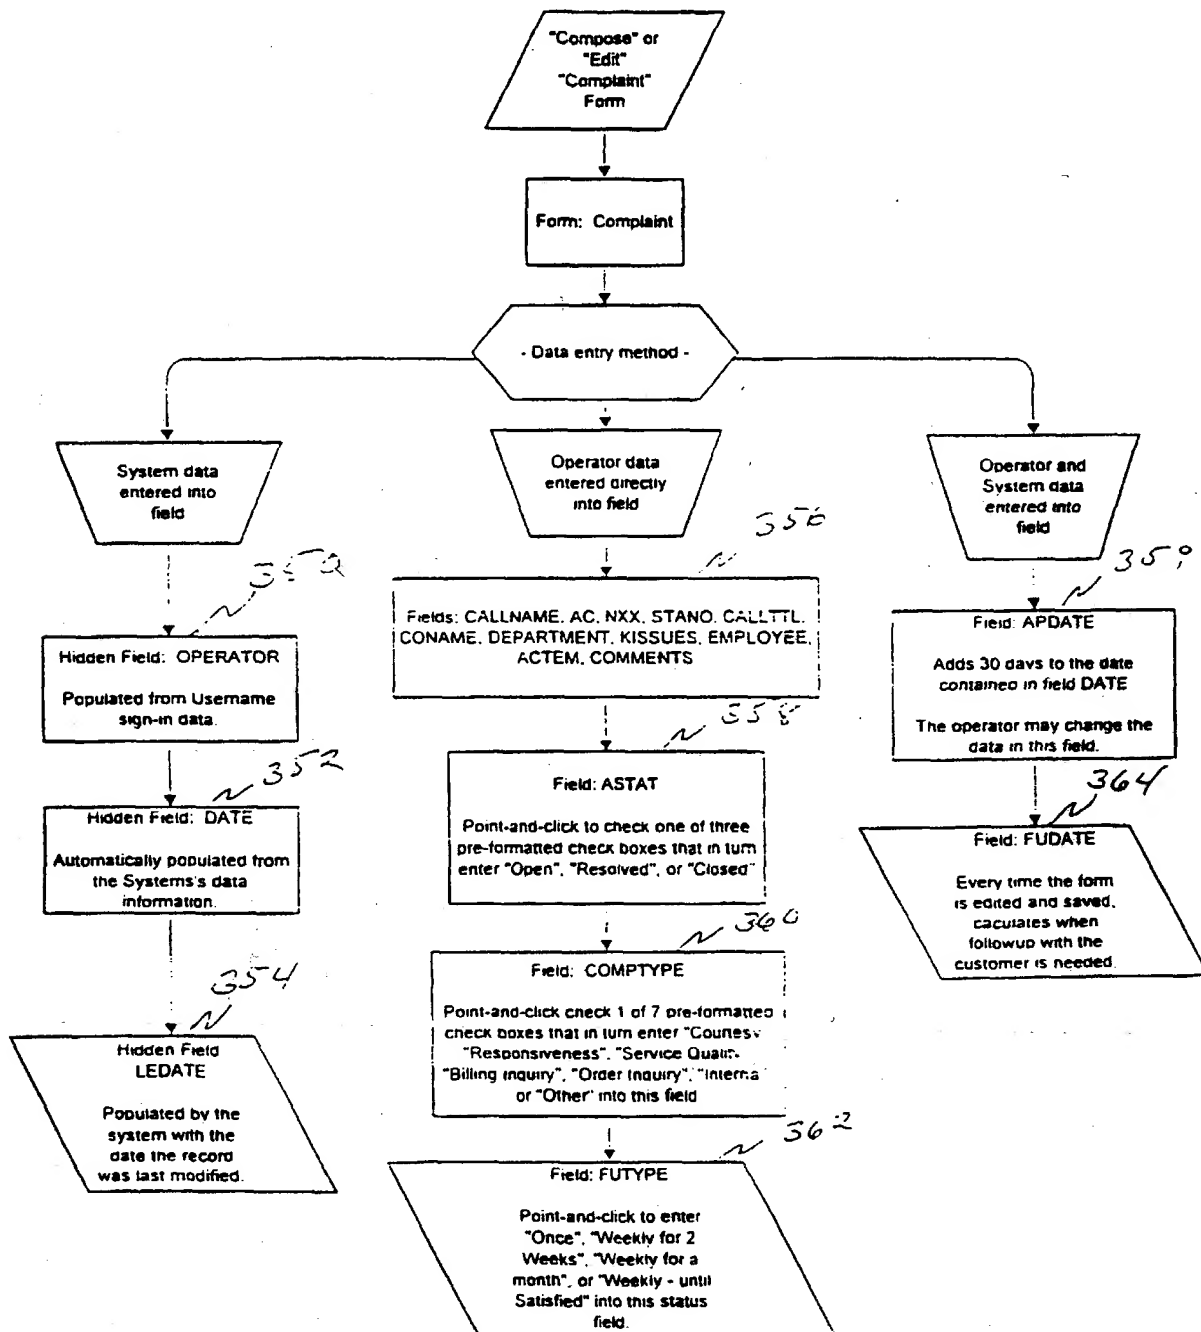 "Compose" or
"Edit"
"Complaint"
Form
Form: Complaint
- Data entry method -
System data
entered into
field
350
Hidden Field: OPERATOR
Populated from Username
sign-in data.
352
Hidden Field: DATE
Automatically populated from
the Systems's data
information.
354
Hidden Field
LEDATE
Populated by the
system with the
date the record
was last modified.
Operator data
entered directly
into field
356
Fields: CALLNAME, AC, NXX, STANO, CALLTTL,
CONAME, DEPARTMENT, KISSUES, EMPLOYEE,
ACTEM, COMMENTS
358
Field: ASTAT
Point-and-click to check one of three
pre-formatted check boxes that in turn
enter "Open", "Resolved", or "Closed"
360
Field: COMPTYPE
Point-and-click check 1 of 7 pre-formatted
check boxes that in turn enter
"Responsiveness", "Service
"Billing Inquiry", "Order Inquiry",
or "Other" into this field
362
Field: FUTYPE
Point-and-click to enter
"Once", "Weekly for 2
Weeks", "Weekly for a
month", or "Weekly - until
Satisfied" into this status
field.
Operator and
System data
entered into
field
Field: APDATE
Adds 30 days to the date
contained in field DATE
The operator may change the
data in this field.
364
Field: FUDATE
Every time the form
is edited and saved,
caculates when
followup with the
customer is needed.